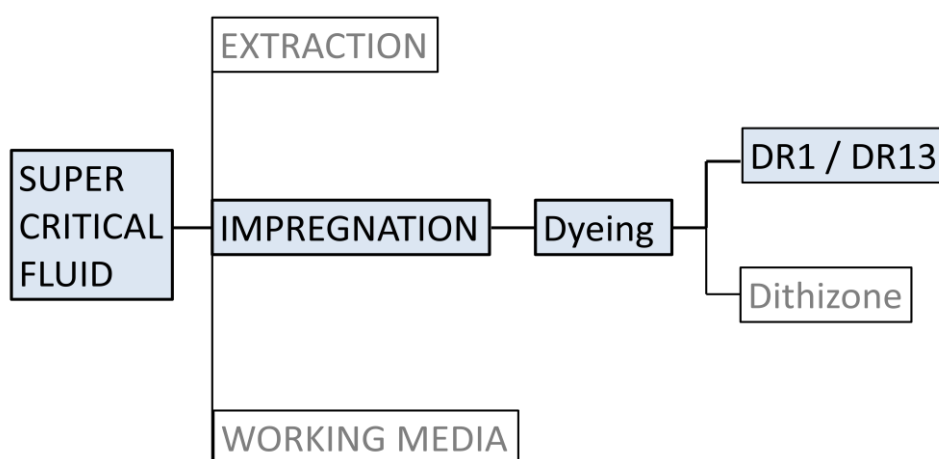 EXTRACTION
SUPER
CRITICAL
FLUID
IMPREGNATION
Dyeing
DR1 / DR13
Dithizone
WORKING MEDIA